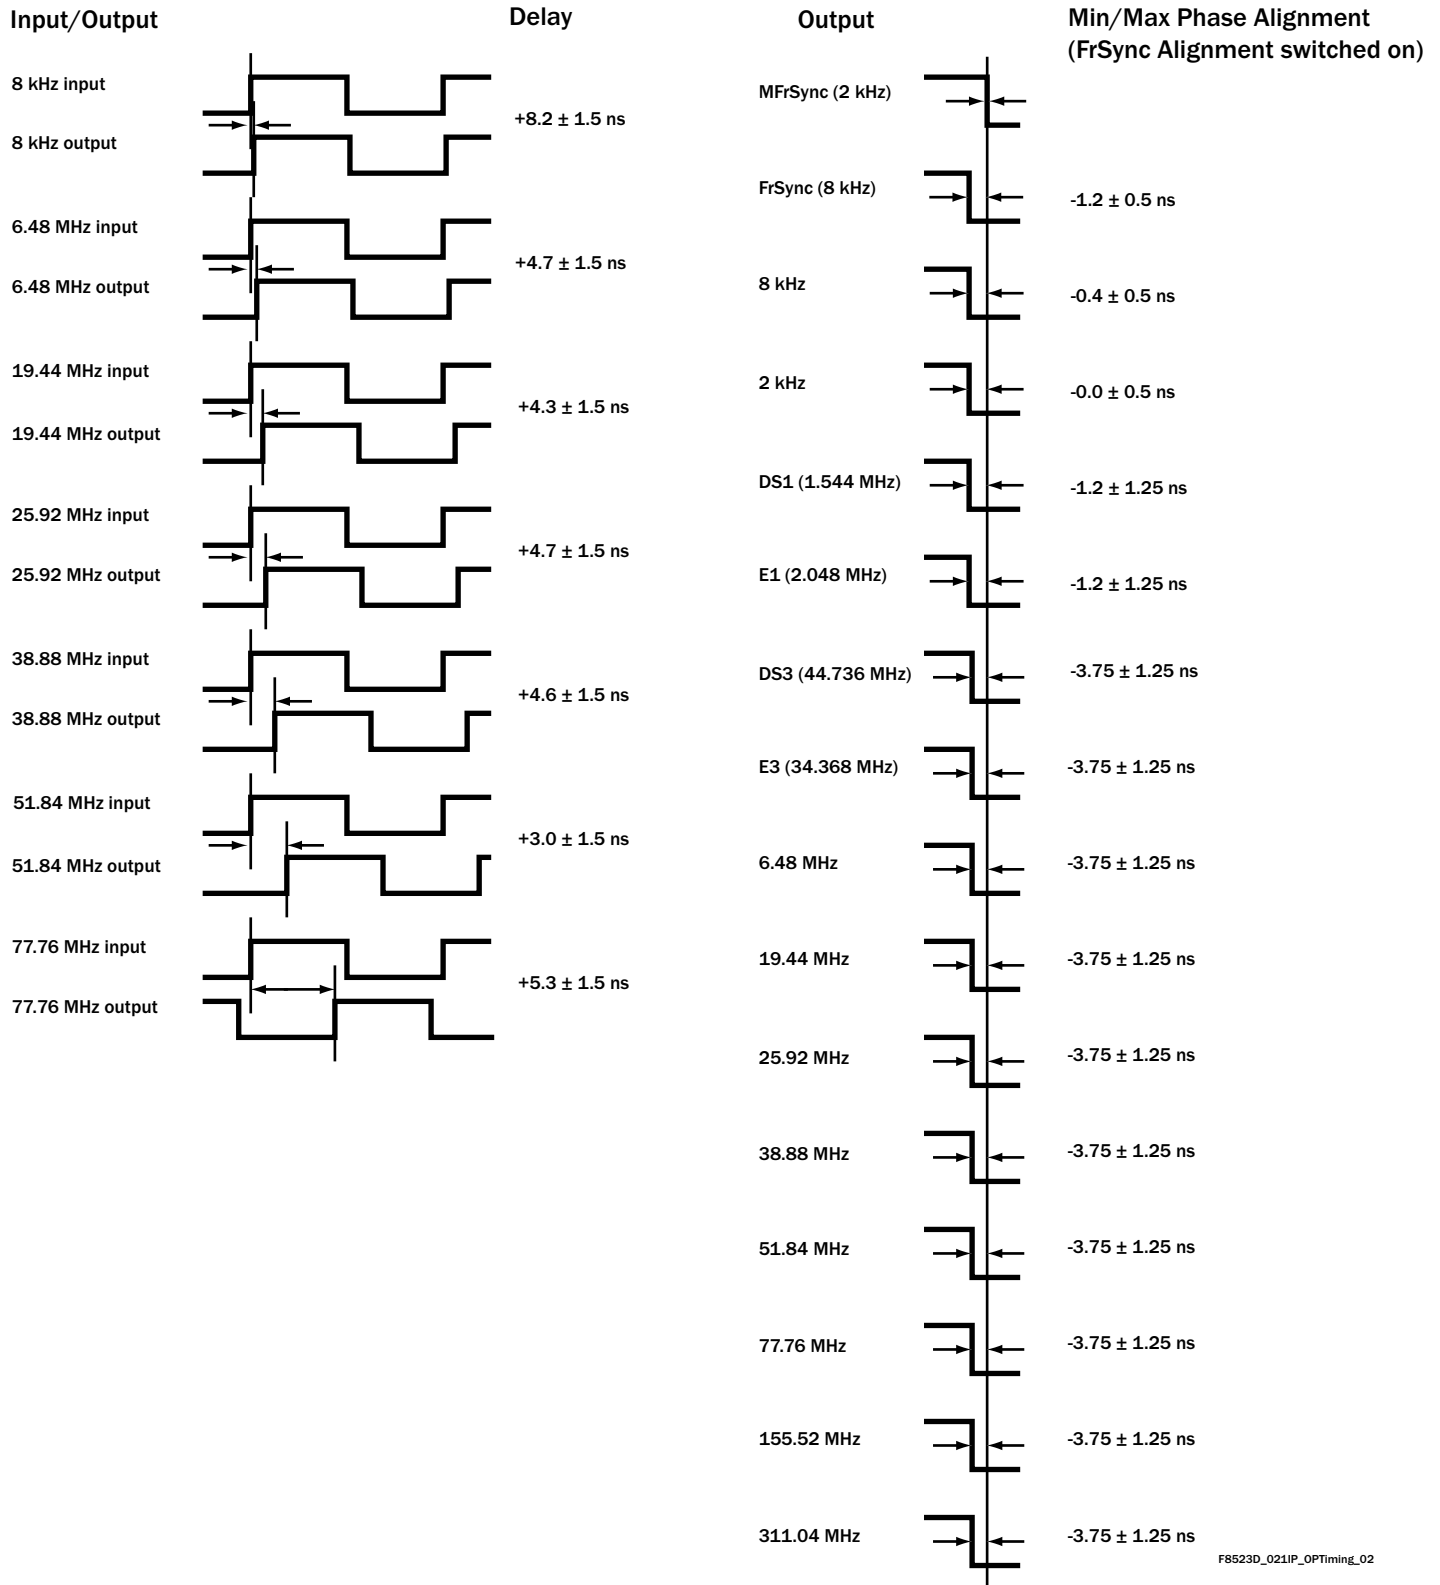 Input/Output
Delay
8 kHz input
+8.2 ± 1.5 ns
8 kHz output
6.48 MHz input
+4.7 ± 1.5 ns
6.48 MHz output
19.44 MHz input
+4.3 ± 1.5 ns
19.44 MHz output
25.92 MHz input
+4.7 ± 1.5 ns
25.92 MHz output
38.88 MHz input
+4.6 ± 1.5 ns
38.88 MHz output
51.84 MHz input
+3.0 ± 1.5 ns
51.84 MHz output
77.76 MHz input
+5.3 ± 1.5 ns
77.76 MHz output
Output
Min/Max Phase Alignment
(FrSync Alignment switched on)
MFrSync (2 kHz)
FrSync (8 kHz)
-1.2 ± 0.5 ns
8 kHz
-0.4 ± 0.5 ns
2 kHz
-0.0 ± 0.5 ns
DS1 (1.544 MHz)
-1.2 ± 1.25 ns
E1 (2.048 MHz)
-1.2 ± 1.25 ns
DS3 (44.736 MHz)
-3.75 ± 1.25 ns
E3 (34.368 MHz)
-3.75 ± 1.25 ns
6.48 MHz
-3.75 ± 1.25 ns
19.44 MHz
-3.75 ± 1.25 ns
25.92 MHz
-3.75 ± 1.25 ns
38.88 MHz
-3.75 ± 1.25 ns
51.84 MHz
-3.75 ± 1.25 ns
77.76 MHz
-3.75 ± 1.25 ns
155.52 MHz
-3.75 ± 1.25 ns
311.04 MHz
-3.75 ± 1.25 ns
F8523D_021IP_OPTiming_02